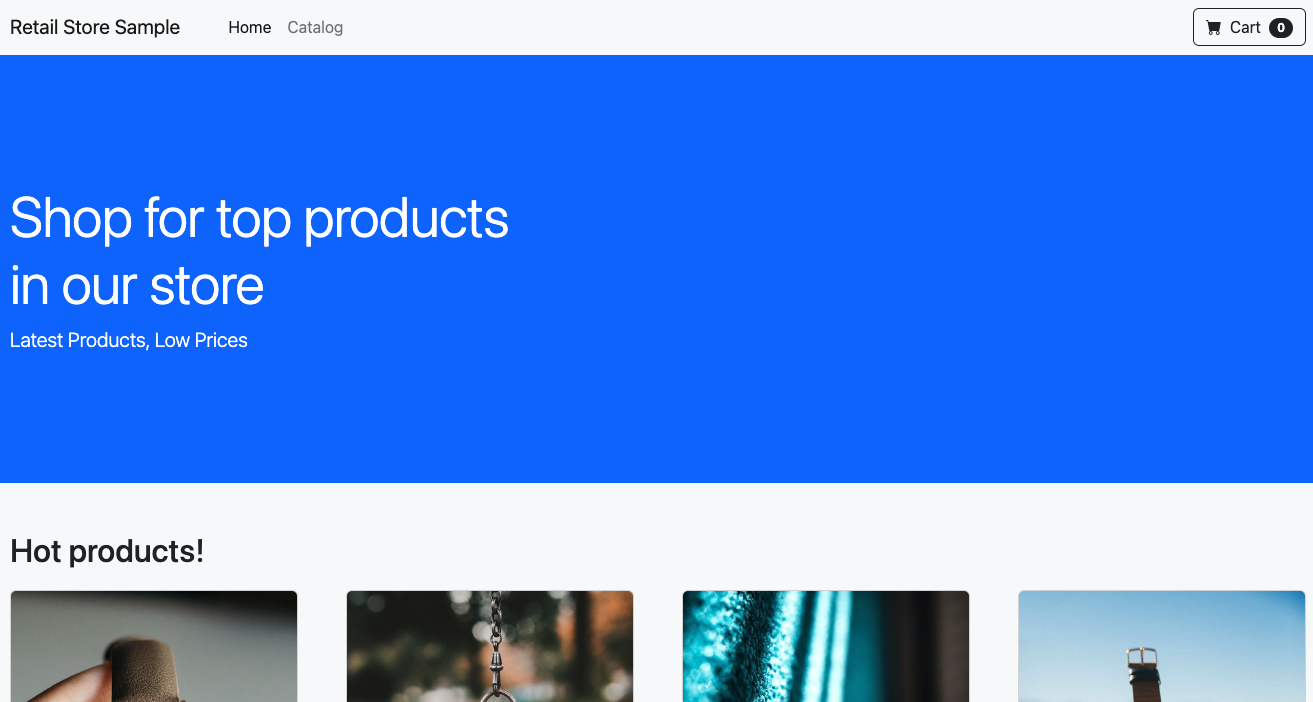 Retail Store Sample
Home
Catalog
Cart 0
Shop for top products
in our store
Latest Products, Low Prices
Hot products!